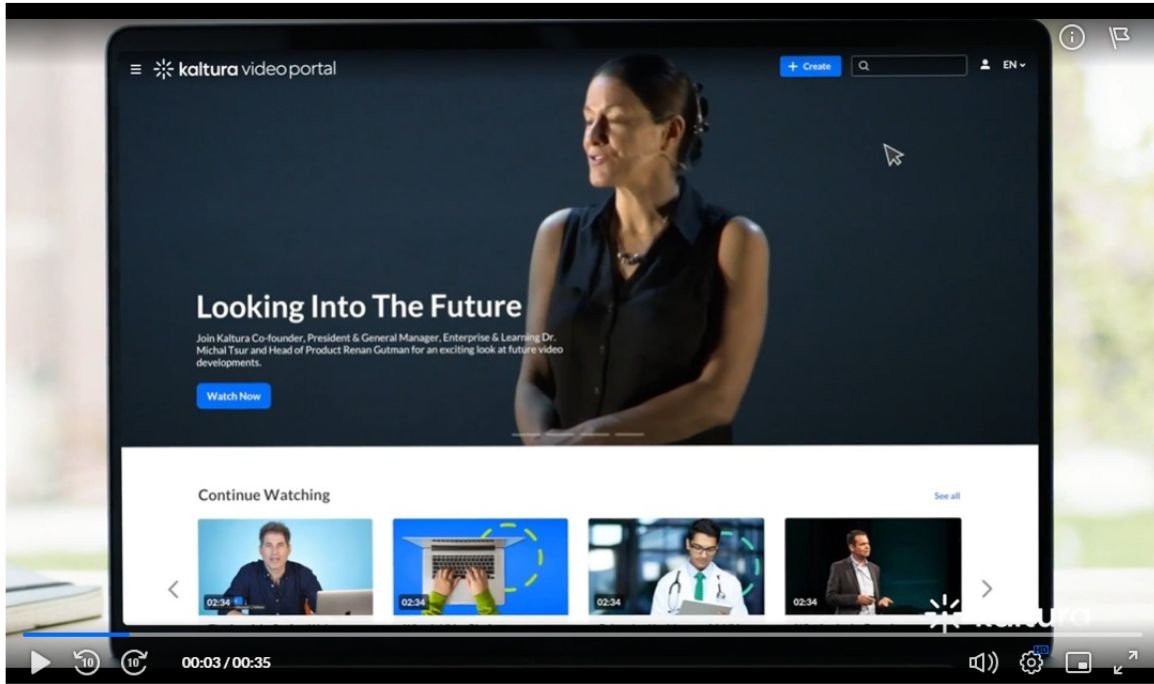 kaltura videoportal
+ Create
EN
Looking Into The Future
Join Kaltura Co-founder, President & General Manager, Enterprise & Learning Dr.
Michal Tsur and Head of Product Renan Gutman for an exciting look at future video
developments.
Watch Now
Continue Watching
See all
02:34
02:34
02:34
02:34
kaltura
10
10
00:03 / 00:35
HD